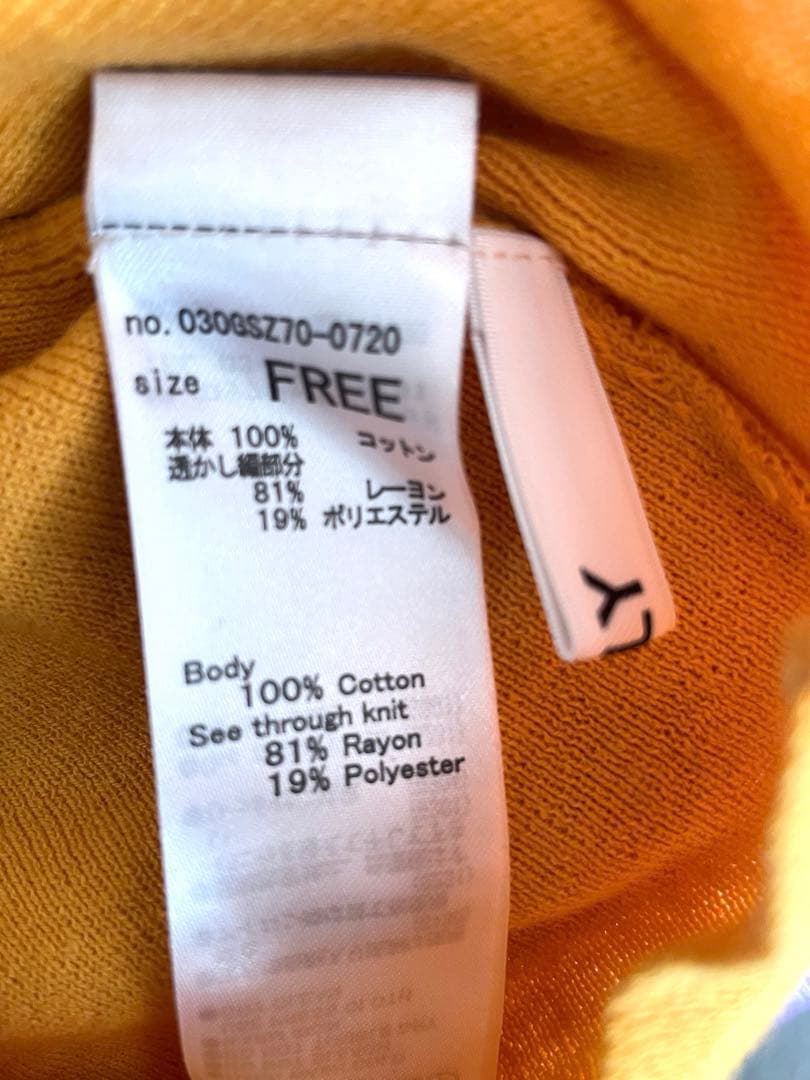 no. 030GSZ70-0720
size FREE
本体 100% コットン
透かし編部分
81% レーヨン
19% ポリエステル
Body
100% Cotton
See through knit
81% Rayon
19% Polyester
LY